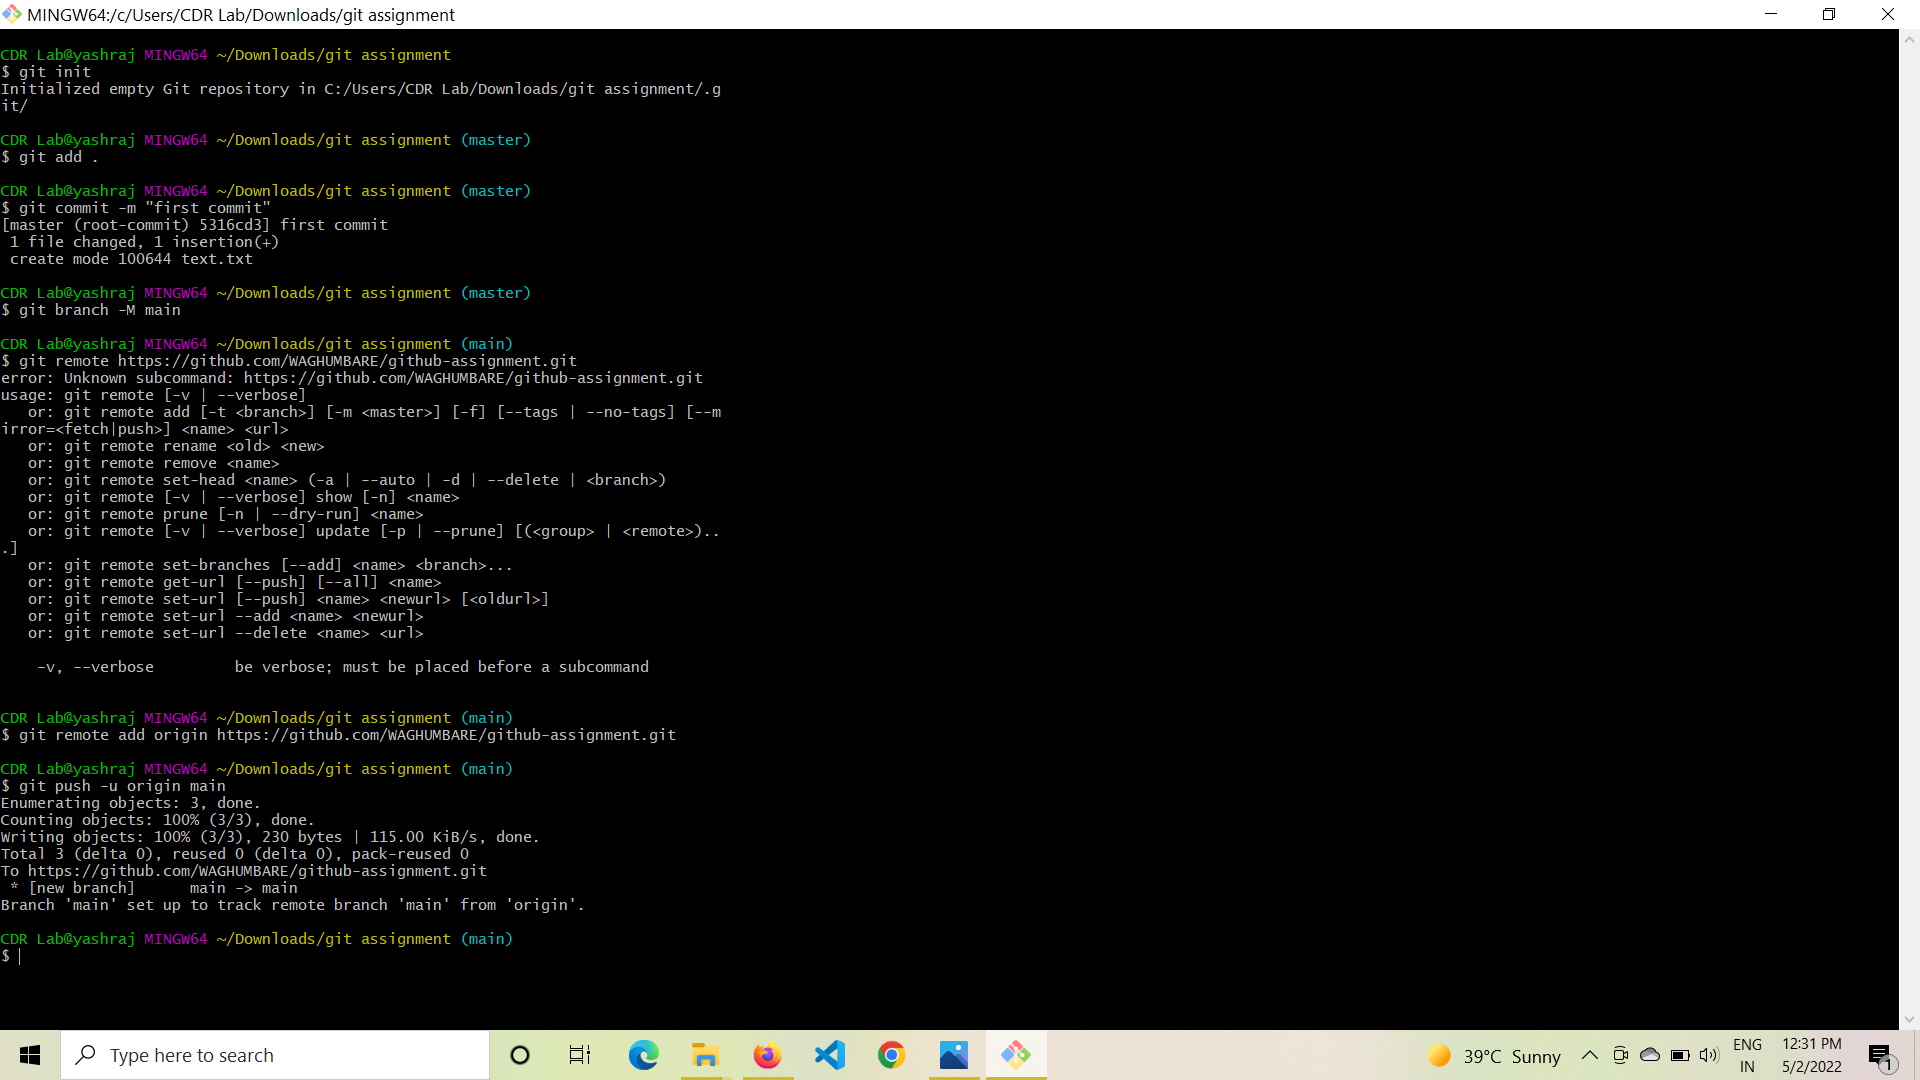 MINGW64:/c/Users/CDR Lab/Downloads/git assignment
CDR Lab@yashraj MINGW64 ~/Downloads/git assignment
$ git init
Initialized empty Git repository in C:/Users/CDR Lab/Downloads/git assignment/.g
it/
CDR Lab@yashraj MINGW64 ~/Downloads/git assignment (master)
$ git add .
CDR Lab@yashraj MINGW64 ~/Downloads/git assignment (master)
$ git commit -m "first commit"
[master (root-commit) 5316cd3] first commit
 1 file changed, 1 insertion(+)
 create mode 100644 text.txt
CDR Lab@yashraj MINGW64 ~/Downloads/git assignment (master)
$ git branch -M main
CDR Lab@yashraj MINGW64 ~/Downloads/git assignment (main)
$ git remote https://github.com/WAGHUMBARE/github-assignment.git
error: Unknown subcommand: https://github.com/WAGHUMBARE/github-assignment.git
usage: git remote [-v | --verbose]
   or: git remote add [-t <branch>] [-m <master>] [-f] [--tags | --no-tags] [--m
irror=<fetch|push>] <name> <url>
   or: git remote rename <old> <new>
   or: git remote remove <name>
   or: git remote set-head <name> (-a | --auto | -d | --delete | <branch>)
   or: git remote [-v | --verbose] show [-n] <name>
   or: git remote prune [-n | --dry-run] <name>
   or: git remote [-v | --verbose] update [-p | --prune] [(<group> | <remote>)..
.]
   or: git remote set-branches [--add] <name> <branch>...
   or: git remote get-url [--push] [--all] <name>
   or: git remote set-url [--push] <name> <newurl> [<oldurl>]
   or: git remote set-url --add <name> <newurl>
   or: git remote set-url --delete <name> <url>
    -v, --verbose         be verbose; must be placed before a subcommand
CDR Lab@yashraj MINGW64 ~/Downloads/git assignment (main)
$ git remote add origin https://github.com/WAGHUMBARE/github-assignment.git
CDR Lab@yashraj MINGW64 ~/Downloads/git assignment (main)
$ git push -u origin main
Enumerating objects: 3, done.
Counting objects: 100% (3/3), done.
Writing objects: 100% (3/3), 230 bytes | 115.00 KiB/s, done.
Total 3 (delta 0), reused 0 (delta 0), pack-reused 0
To https://github.com/WAGHUMBARE/github-assignment.git
 * [new branch]      main -> main
Branch 'main' set up to track remote branch 'main' from 'origin'.
CDR Lab@yashraj MINGW64 ~/Downloads/git assignment (main)
$
Type here to search
39°C Sunny
ENG
IN
12:31 PM
5/2/2022
1